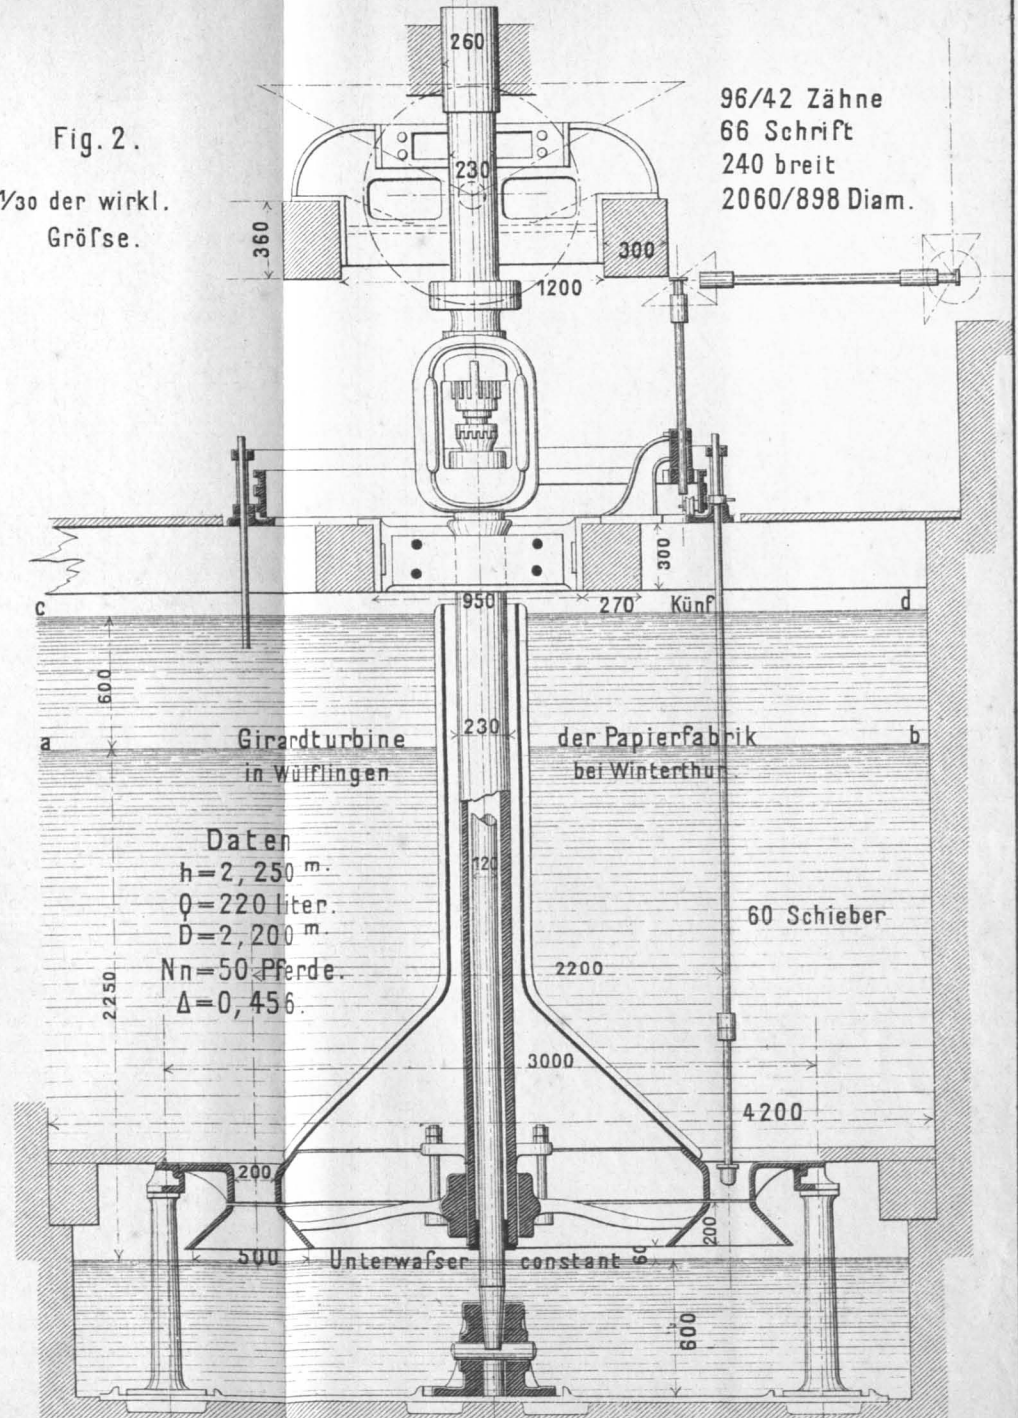 260
96/42 Zähne
66 Schrift
240 breit
2060/898 Diam.
Fig. 2.
1/30 der wirkl.
Gröſse.
230
360
300
1200
300
950
270
Künf
c
d
600
230
a
b
Girardturbine
der Papierfabrik
in Wülflingen
bei Winterthur.
Daten
h=2,250 m.
Q=220 liter.
D=2,200 m.
Nn=50 Pferde.
Δ=0,456.
120
60 Schieber
2200
2250
3000
4200
200
200
500
Unterwaſser constant
60
600